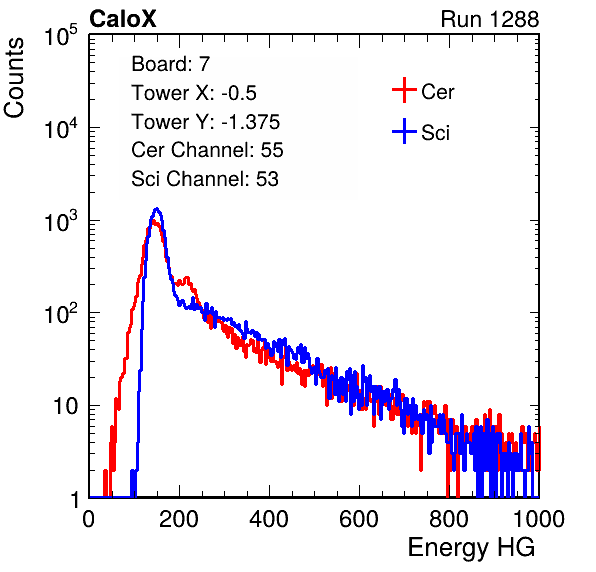 CaloX Run 1288
Counts
10^5
10^4
10^3
10^2
10
1
Board: 7
Tower X: -0.5
Tower Y: -1.375
Cer Channel: 55
Sci Channel: 53
Cer
Sci
0 200 400 600 800 1000
Energy HG